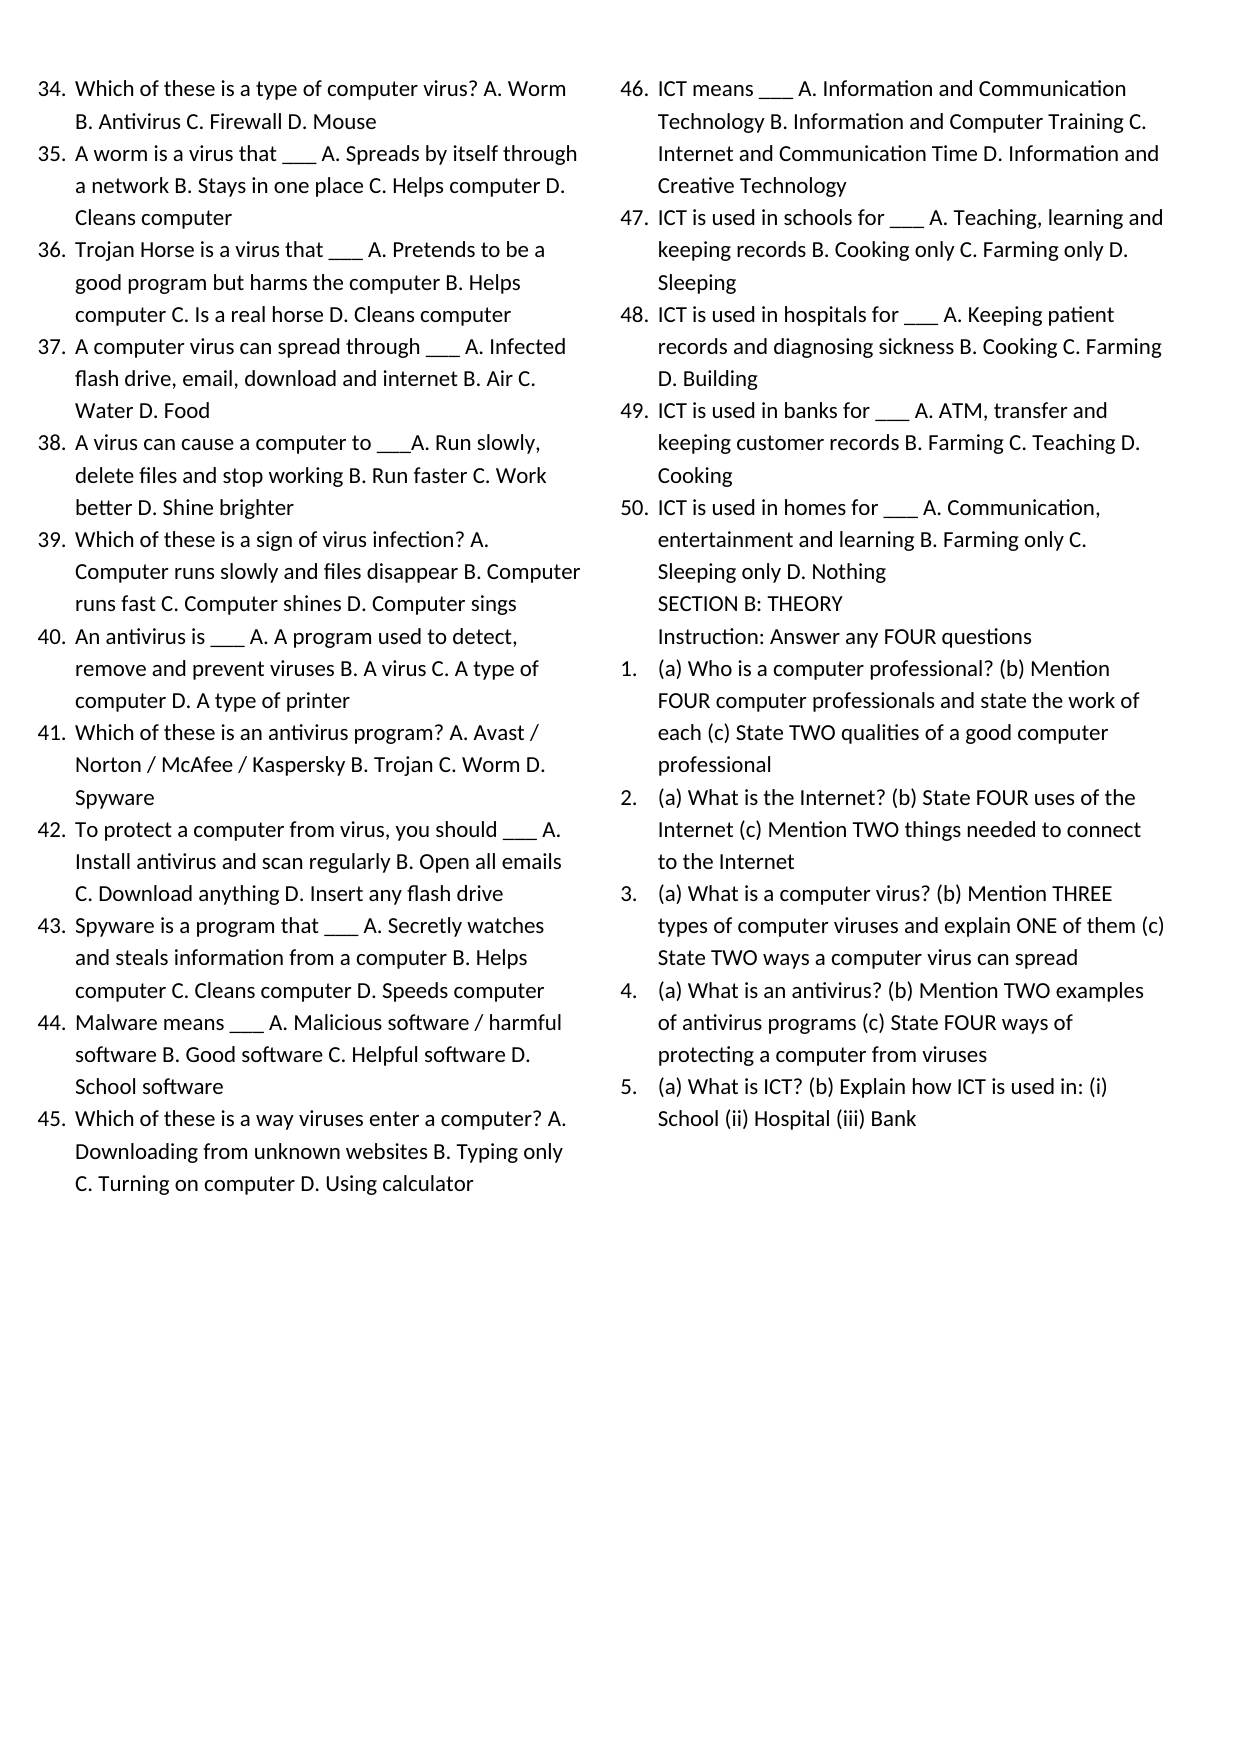 34. Which of these is a type of computer virus? A. Worm
B. Antivirus C. Firewall D. Mouse
35. A worm is a virus that ___ A. Spreads by itself through
a network B. Stays in one place C. Helps computer D.
Cleans computer
36. Trojan Horse is a virus that ___ A. Pretends to be a
good program but harms the computer B. Helps
computer C. Is a real horse D. Cleans computer
37. A computer virus can spread through ___ A. Infected
flash drive, email, download and internet B. Air C.
Water D. Food
38. A virus can cause a computer to ___A. Run slowly,
delete files and stop working B. Run faster C. Work
better D. Shine brighter
39. Which of these is a sign of virus infection? A.
Computer runs slowly and files disappear B. Computer
runs fast C. Computer shines D. Computer sings
40. An antivirus is ___ A. A program used to detect,
remove and prevent viruses B. A virus C. A type of
computer D. A type of printer
41. Which of these is an antivirus program? A. Avast /
Norton / McAfee / Kaspersky B. Trojan C. Worm D.
Spyware
42. To protect a computer from virus, you should ___ A.
Install antivirus and scan regularly B. Open all emails
C. Download anything D. Insert any flash drive
43. Spyware is a program that ___ A. Secretly watches
and steals information from a computer B. Helps
computer C. Cleans computer D. Speeds computer
44. Malware means ___ A. Malicious software / harmful
software B. Good software C. Helpful software D.
School software
45. Which of these is a way viruses enter a computer? A.
Downloading from unknown websites B. Typing only
C. Turning on computer D. Using calculator
46. ICT means ___ A. Information and Communication
Technology B. Information and Computer Training C.
Internet and Communication Time D. Information and
Creative Technology
47. ICT is used in schools for ___ A. Teaching, learning and
keeping records B. Cooking only C. Farming only D.
Sleeping
48. ICT is used in hospitals for ___ A. Keeping patient
records and diagnosing sickness B. Cooking C. Farming
D. Building
49. ICT is used in banks for ___ A. ATM, transfer and
keeping customer records B. Farming C. Teaching D.
Cooking
50. ICT is used in homes for ___ A. Communication,
entertainment and learning B. Farming only C.
Sleeping only D. Nothing
SECTION B: THEORY
Instruction: Answer any FOUR questions
1. (a) Who is a computer professional? (b) Mention
FOUR computer professionals and state the work of
each (c) State TWO qualities of a good computer
professional
2. (a) What is the Internet? (b) State FOUR uses of the
Internet (c) Mention TWO things needed to connect
to the Internet
3. (a) What is a computer virus? (b) Mention THREE
types of computer viruses and explain ONE of them (c)
State TWO ways a computer virus can spread
4. (a) What is an antivirus? (b) Mention TWO examples
of antivirus programs (c) State FOUR ways of
protecting a computer from viruses
5. (a) What is ICT? (b) Explain how ICT is used in: (i)
School (ii) Hospital (iii) Bank